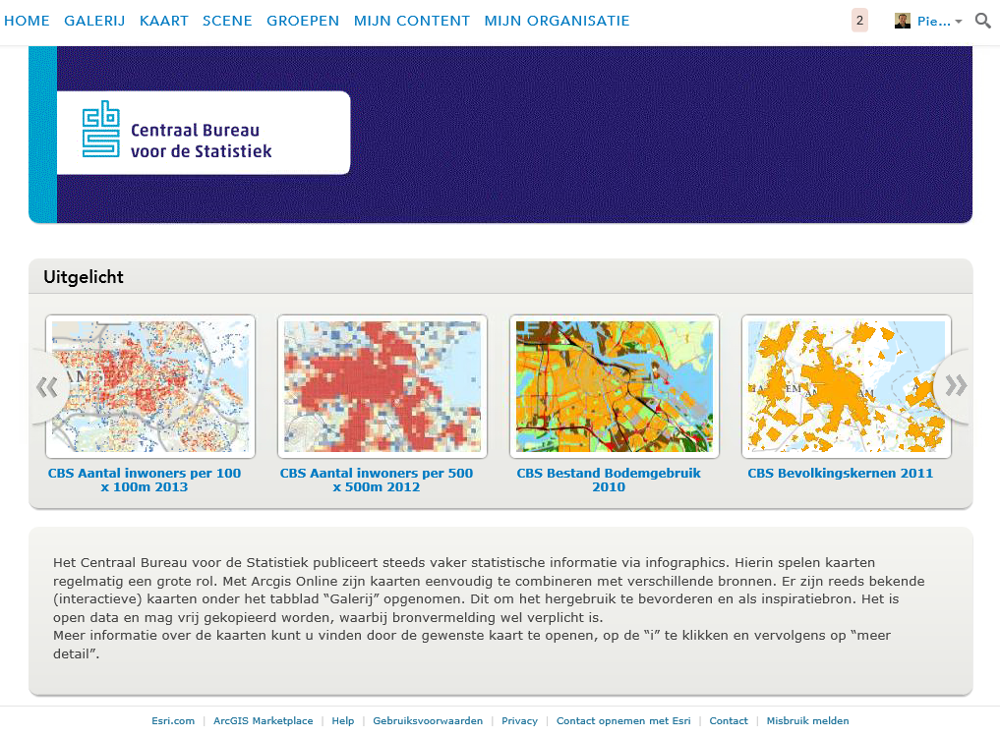 HOME GALERIJ KAART SCENE GROEPEN MIJN CONTENT MIJN ORGANISATIE 2 Pie...
Centraal Bureau
voor de Statistiek
Uitgelicht
CBS Aantal inwoners per 100
x 100m 2013
CBS Aantal inwoners per 500
x 500m 2012
CBS Bestand Bodemgebruik
2010
CBS Bevolkingskernen 2011
Het Centraal Bureau voor de Statistiek publiceert steeds vaker statistische informatie via infographics. Hierin spelen kaarten
regelmatig een grote rol. Met Arcgis Online zijn kaarten eenvoudig te combineren met verschillende bronnen. Er zijn reeds bekende
(interactieve) kaarten onder het tabblad “Galerij” opgenomen. Dit om het hergebruik te bevorderen en als inspiratiebron. Het is
open data en mag vrij gekopieerd worden, waarbij bronvermelding wel verplicht is.
Meer informatie over de kaarten kunt u vinden door de gewenste kaart te openen, op de “i” te klikken en vervolgens op “meer
detail”.
Esri.com | ArcGIS Marketplace | Help | Gebruiksvoorwaarden | Privacy | Contact opnemen met Esri | Contact | Misbruik melden